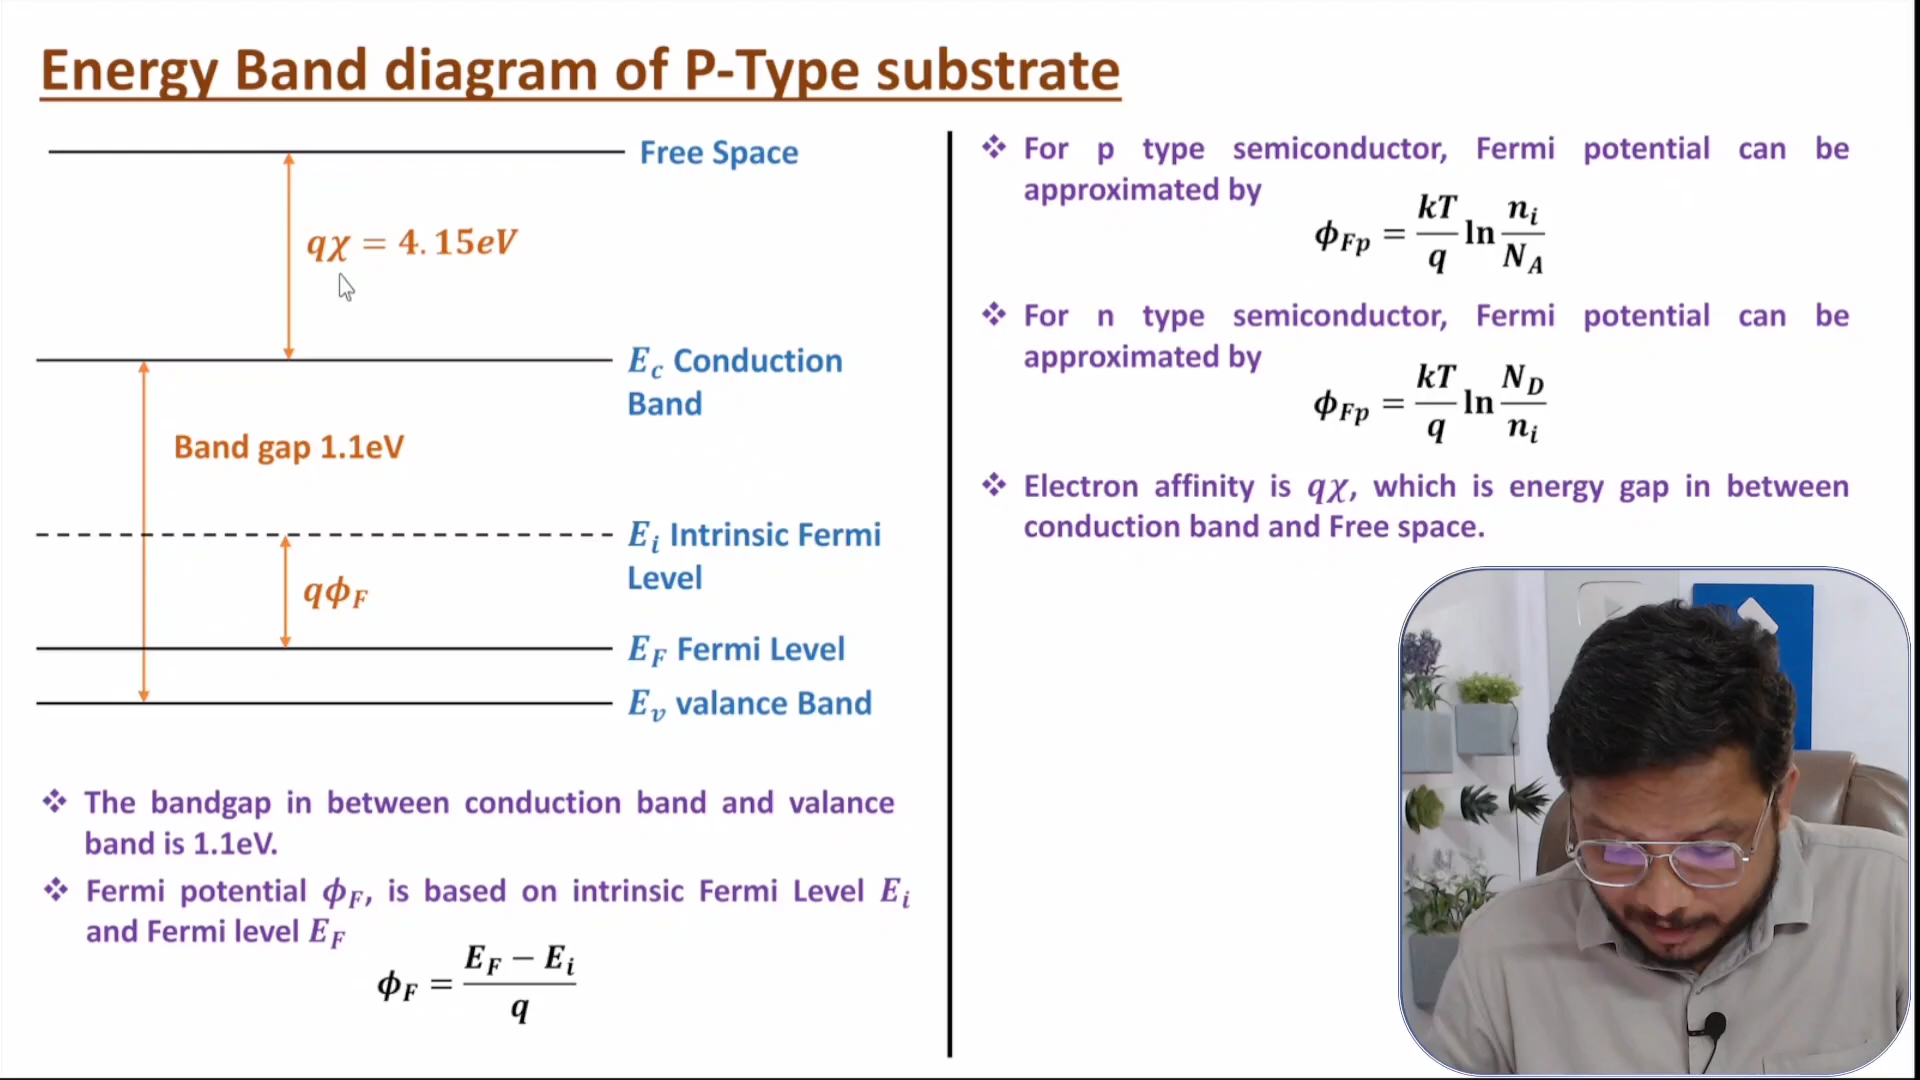 Energy Band diagram of P-Type substrate
Free Space
qχ = 4.15eV
E_c Conduction
Band
Band gap 1.1eV
E_i Intrinsic Fermi
Level
qϕ_F
E_F Fermi Level
E_v valance Band
❖ The bandgap in between conduction band and valance
band is 1.1eV.
❖ Fermi potential ϕ_F, is based on intrinsic Fermi Level E_i
and Fermi level E_F
ϕ_F = (E_F − E_i) / q
❖ For p type semiconductor, Fermi potential can be
approximated by
ϕ_Fp = kT/q ln n_i/N_A
❖ For n type semiconductor, Fermi potential can be
approximated by
ϕ_Fp = kT/q ln N_D/n_i
❖ Electron affinity is qχ, which is energy gap in between
conduction band and Free space.